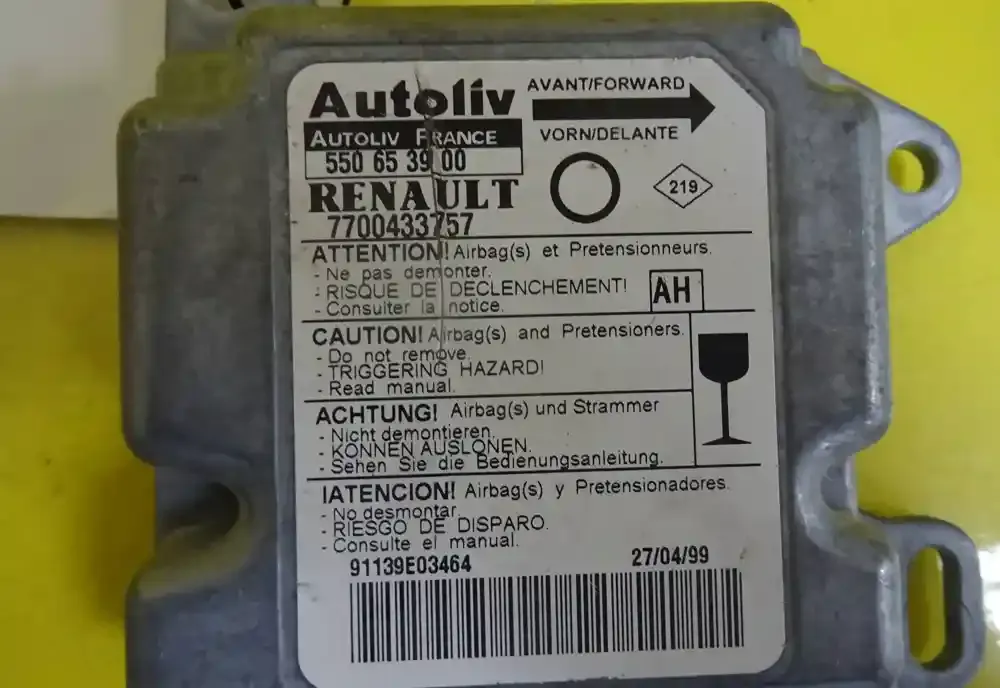 Autoliv
AVANT/FORWARD
AUTOLIV FRANCE
VORN/DELANTE
550 65 39 00
RENAULT
219
7700433757
ATTENTION! Airbag(s) et Pretensionneurs.
- Ne pas demonter.
- RISQUE DE DECLENCHEMENT!
- Consulter la notice.
AH
CAUTION! Airbag(s) and Pretensioners.
- Do not remove.
- TRIGGERING HAZARD!
- Read manual.
ACHTUNG! Airbag(s) und Strammer
- Nicht demontieren.
- KONNEN AUSLONEN.
- Sehen Sie die Bedienungsanleitung.
IATENCION! Airbag(s) y Pretensionadores.
- No desmontar.
- RIESGO DE DISPARO.
- Consulte el manual.
91139E03464
27/04/99